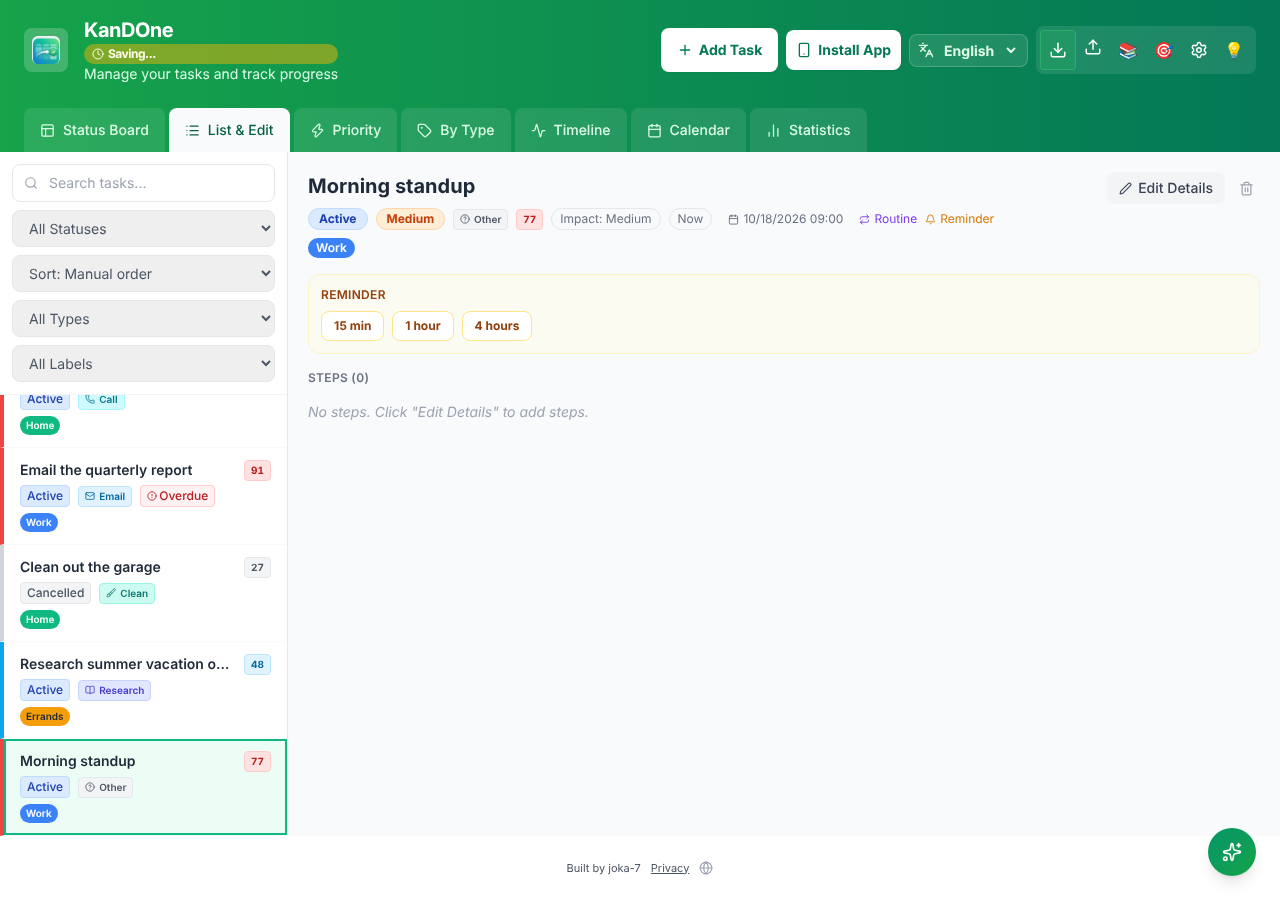 KanDOne
Saving...
Manage your tasks and track progress
Add Task
Install App
English
Status Board
List & Edit
Priority
By Type
Timeline
Calendar
Statistics
Search tasks...
All Statuses
Sort: Manual order
All Types
All Labels
Active
Call
Home
Email the quarterly report
91
Active
Email
Overdue
Work
Clean out the garage
27
Cancelled
Clean
Home
Research summer vacation o...
48
Active
Research
Errands
Morning standup
77
Active
Other
Work
Morning standup
Edit Details
Active
Medium
Other
77
Impact: Medium
Now
10/18/2026 09:00
Routine
Reminder
Work
REMINDER
15 min
1 hour
4 hours
STEPS (0)
No steps. Click "Edit Details" to add steps.
Built by joka-7
Privacy